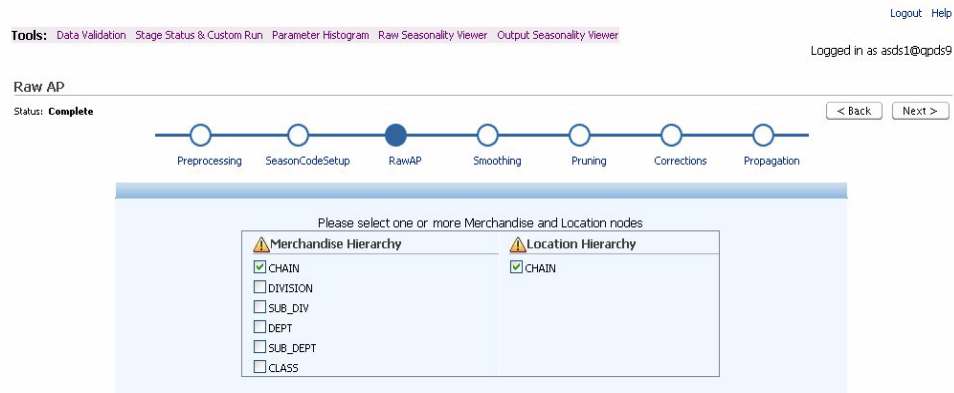 Logout Help
Tools: Data Validation Stage Status & Custom Run Parameter Histogram Raw Seasonality Viewer Output Seasonality Viewer
Logged in as asds1@qpds9
Raw AP
Status: Complete
< Back Next >
Preprocessing SeasonCodeSetup RawAP Smoothing Pruning Corrections Propagation
Please select one or more Merchandise and Location nodes
Merchandise Hierarchy Location Hierarchy
CHAIN CHAIN
DIVISION
SUB_DIV
DEPT
SUB_DEPT
CLASS